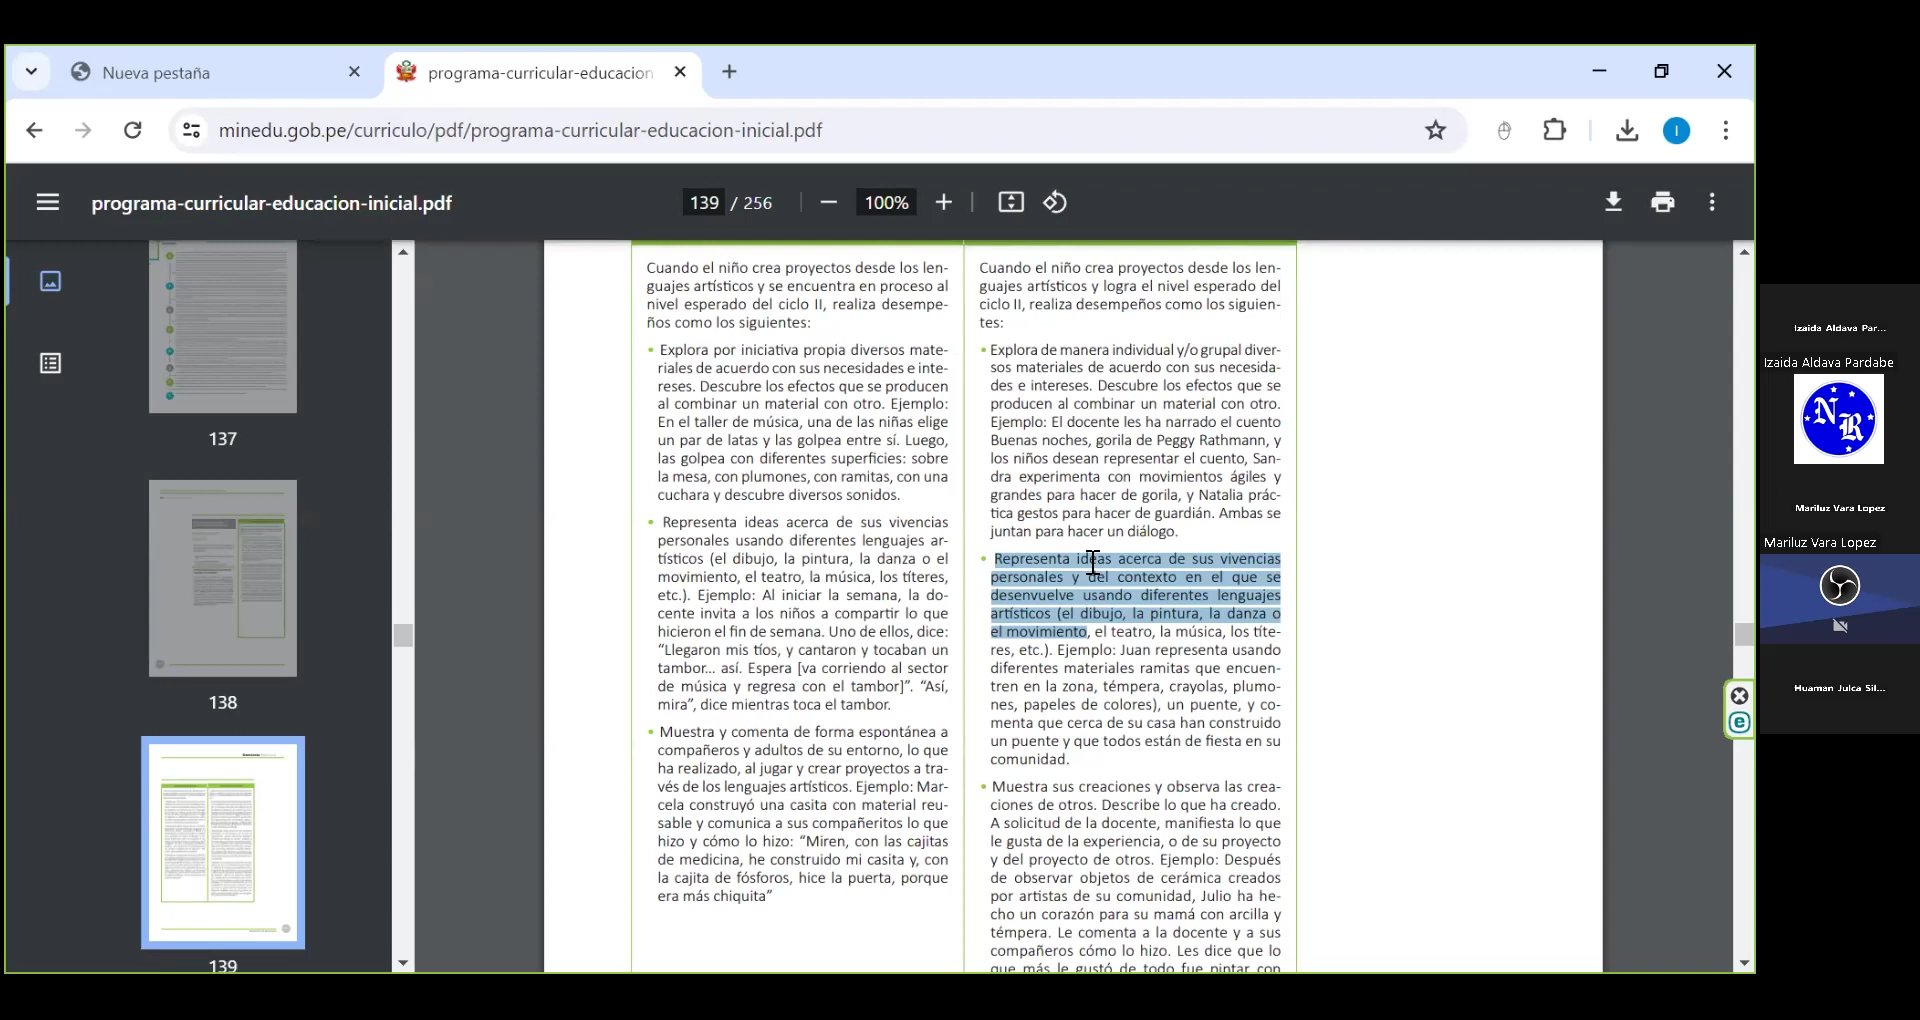 Nueva pestaña
programa-curricular-educacion
minedu.gob.pe/curriculo/pdf/programa-curricular-educacion-inicial.pdf
I
programa-curricular-educacion-inicial.pdf
139 / 256
100%
137
138
139
Cuando el niño crea proyectos desde los len-
guajes artísticos y se encuentra en proceso al
nivel esperado del ciclo II, realiza desempe-
ños como los siguientes:
• Explora por iniciativa propia diversos mate-
riales de acuerdo con sus necesidades e inte-
reses. Descubre los efectos que se producen
al combinar un material con otro. Ejemplo:
En el taller de música, una de las niñas elige
un par de latas y las golpea entre sí. Luego,
las golpea con diferentes superficies: sobre
la mesa, con plumones, con ramitas, con una
cuchara y descubre diversos sonidos.
• Representa ideas acerca de sus vivencias
personales usando diferentes lenguajes ar-
tísticos (el dibujo, la pintura, la danza o el
movimiento, el teatro, la música, los títeres,
etc.). Ejemplo: Al iniciar la semana, la do-
cente invita a los niños a compartir lo que
hicieron el fin de semana. Uno de ellos, dice:
“Llegaron mis tíos, y cantaron y tocaban un
tambor... así. Espera [va corriendo al sector
de música y regresa con el tambor]”. “Así,
mira”, dice mientras toca el tambor.
• Muestra y comenta de forma espontánea a
compañeros y adultos de su entorno, lo que
ha realizado, al jugar y crear proyectos a tra-
vés de los lenguajes artísticos. Ejemplo: Mar-
cela construyó una casita con material reu-
sable y comunica a sus compañeritos lo que
hizo y cómo lo hizo: “Miren, con las cajitas
de medicina, he construido mi casita y, con
la cajita de fósforos, hice la puerta, porque
era más chiquita”
Cuando el niño crea proyectos desde los len-
guajes artísticos y logra el nivel esperado del
ciclo II, realiza desempeños como los siguien-
tes:
• Explora de manera individual y/o grupal diver-
sos materiales de acuerdo con sus necesida-
des e intereses. Descubre los efectos que se
producen al combinar un material con otro.
Ejemplo: El docente les ha narrado el cuento
Buenas noches, gorila de Peggy Rathmann, y
los niños desean representar el cuento, San-
dra experimenta con movimientos ágiles y
grandes para hacer de gorila, y Natalia prác-
tica gestos para hacer de guardián. Ambas se
juntan para hacer un diálogo.
• Representa ideas acerca de sus vivencias
personales y del contexto en el que se
desenvuelve usando diferentes lenguajes
artísticos (el dibujo, la pintura, la danza o
el movimiento, el teatro, la música, los títe-
res, etc.). Ejemplo: Juan representa usando
diferentes materiales ramitas que encuen-
tren en la zona, témpera, crayolas, plumo-
nes, papeles de colores), un puente, y co-
menta que cerca de su casa han construido
un puente y que todos están de fiesta en su
comunidad.
• Muestra sus creaciones y observa las crea-
ciones de otros. Describe lo que ha creado.
A solicitud de la docente, manifiesta lo que
le gusta de la experiencia, o de su proyecto
y del proyecto de otros. Ejemplo: Después
de observar objetos de cerámica creados
por artistas de su comunidad, Julio ha he-
cho un corazón para su mamá con arcilla y
témpera. Le comenta a la docente y a sus
compañeros cómo lo hizo. Les dice que lo
que más le gustó de todo fue pintar con
Izaida Aldava Par...
Izaida Aldava Pardabe
NR
Mariluz Vara Lopez
Mariluz Vara Lopez
Huaman Julca Sil...